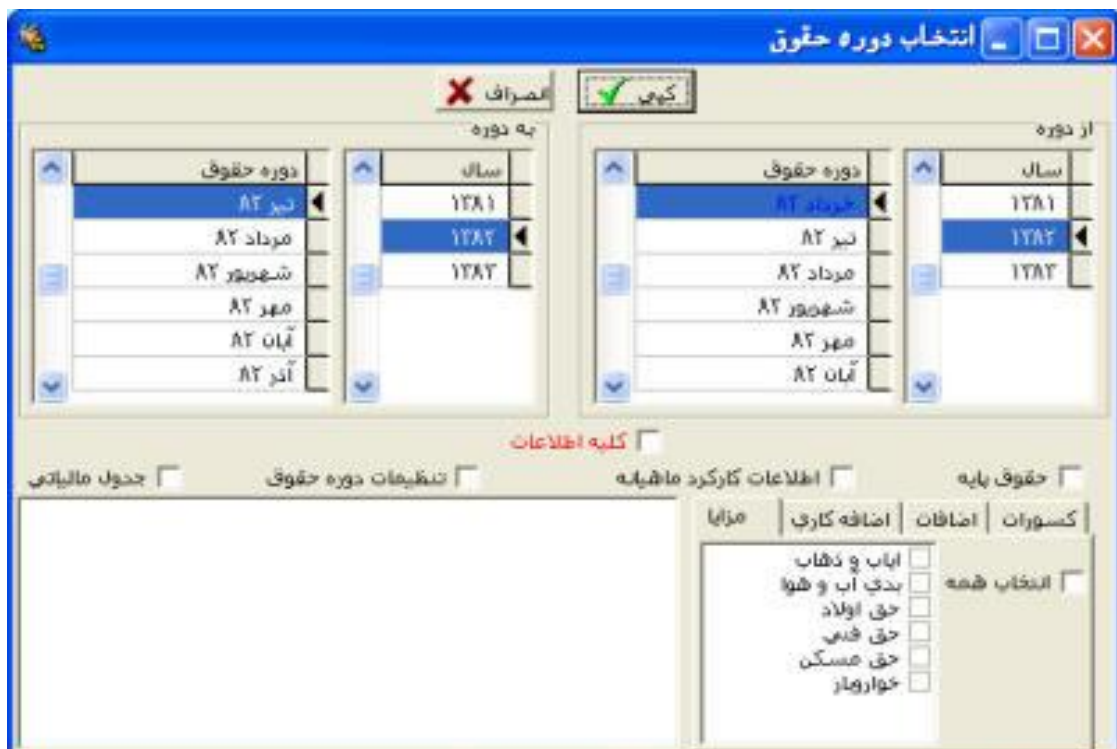 انتخاب دوره حقوق
کپی
انصراف
از دوره
سال
۱۳۸۱
۱۳۸۲
۱۳۸۳
دوره حقوق
خرداد ۸۲
تیر ۸۲
مرداد ۸۲
شهریور ۸۲
مهر ۸۲
آبان ۸۲
به دوره
سال
۱۳۸۱
۱۳۸۲
۱۳۸۳
دوره حقوق
تیر ۸۲
مرداد ۸۲
شهریور ۸۲
مهر ۸۲
آبان ۸۲
آذر ۸۲
کلیه اطلاعات
حقوق پایه
اطلاعات کارکرد ماهیانه
تنظیمات دوره حقوق
جدول مالیاتی
کسورات
اضافات
اضافه کاری
مزایا
انتخاب همه
ایاب و ذهاب
بدی آب و هوا
حق اولاد
حق فنی
حق مسکن
خواروبار